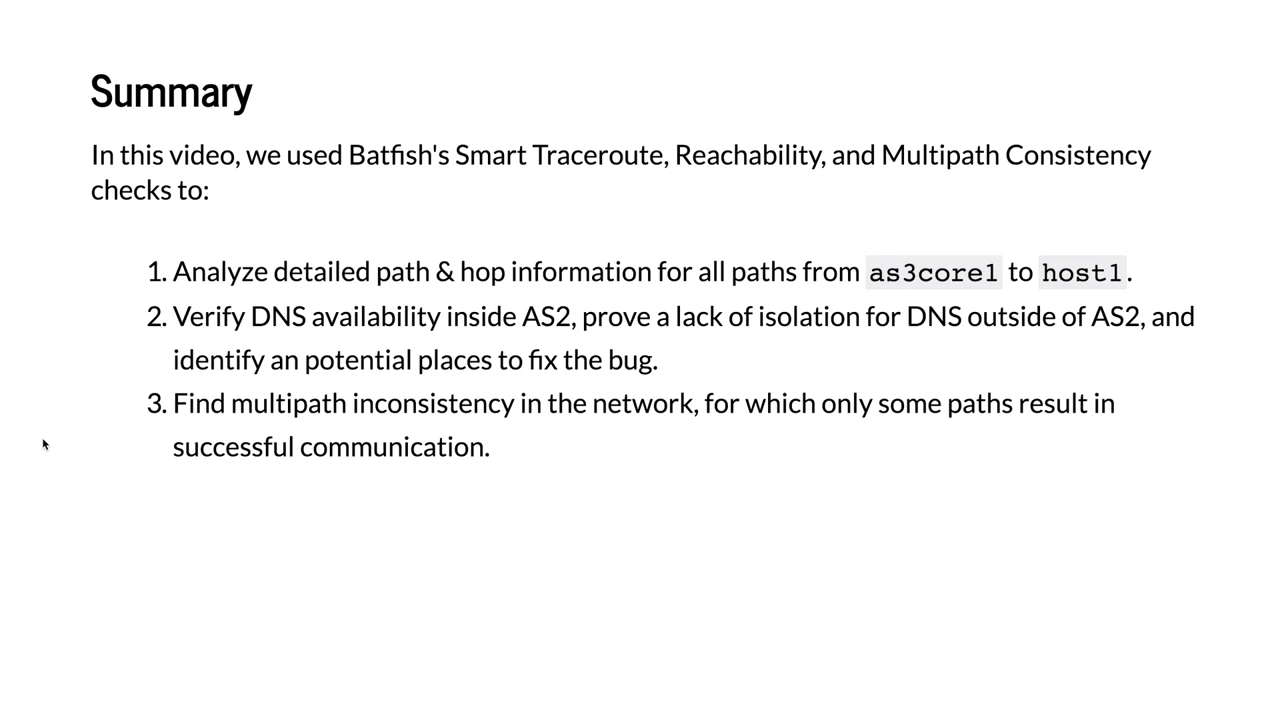 Summary
In this video, we used Batfish's Smart Traceroute, Reachability, and Multipath Consistency
checks to:
1. Analyze detailed path & hop information for all paths from as3core1 to host1.
2. Verify DNS availability inside AS2, prove a lack of isolation for DNS outside of AS2, and
identify an potential places to fix the bug.
3. Find multipath inconsistency in the network, for which only some paths result in
successful communication.